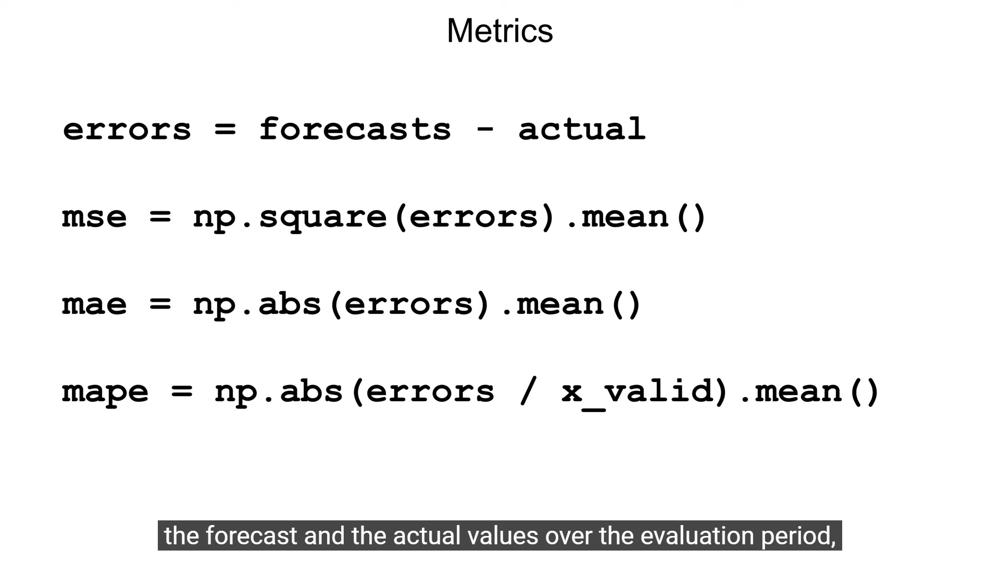 Metrics
errors = forecasts - actual
mse = np.square(errors).mean()
mae = np.abs(errors).mean()
mape = np.abs(errors / x_valid).mean()
the forecast and the actual values over the evaluation period,